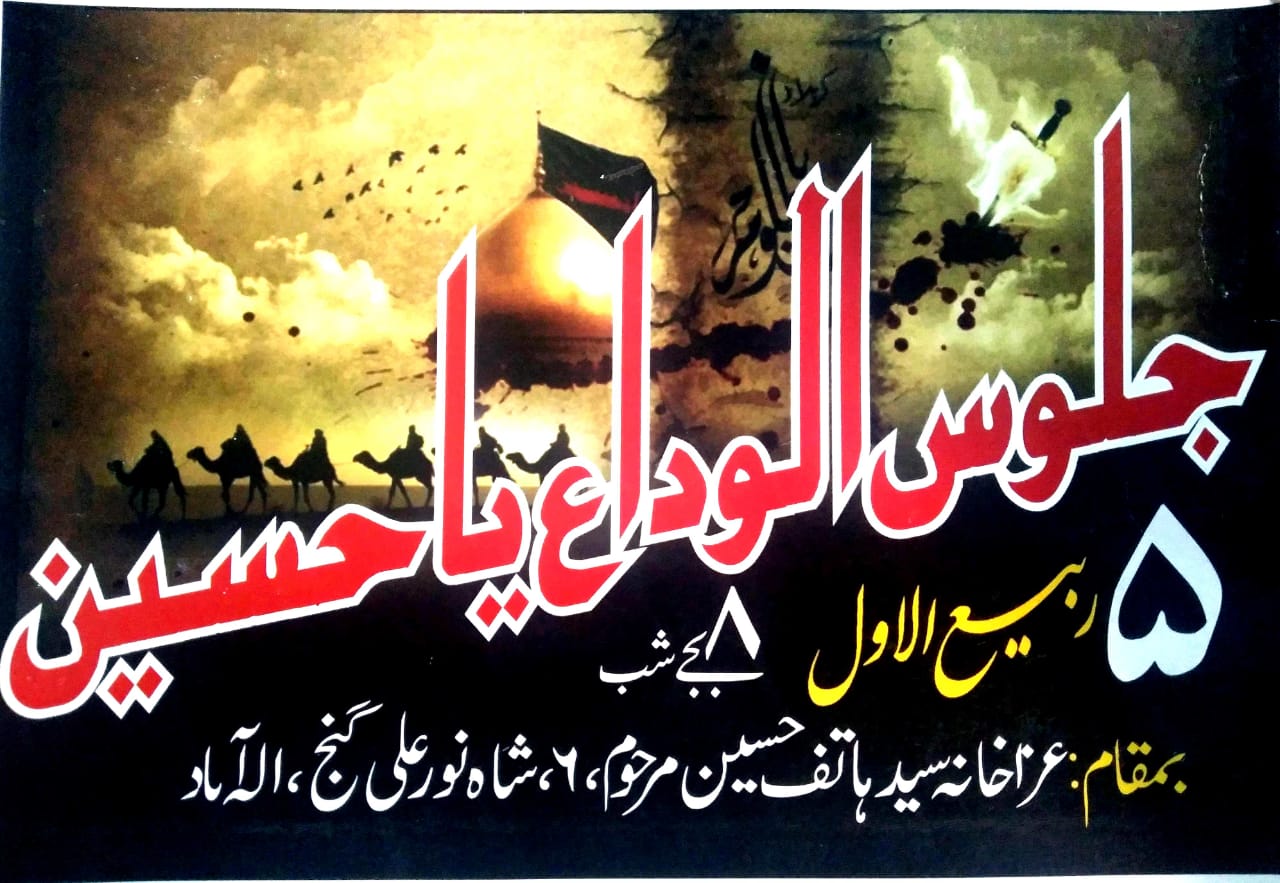 جلوس الوداع یا حسین
۵ ربیع الاول ۸ بجے شب
بمقام: عزاخانہ سید ہاتف حسین مرحوم، ۶، شاہ نور علی گنج، الہ آباد